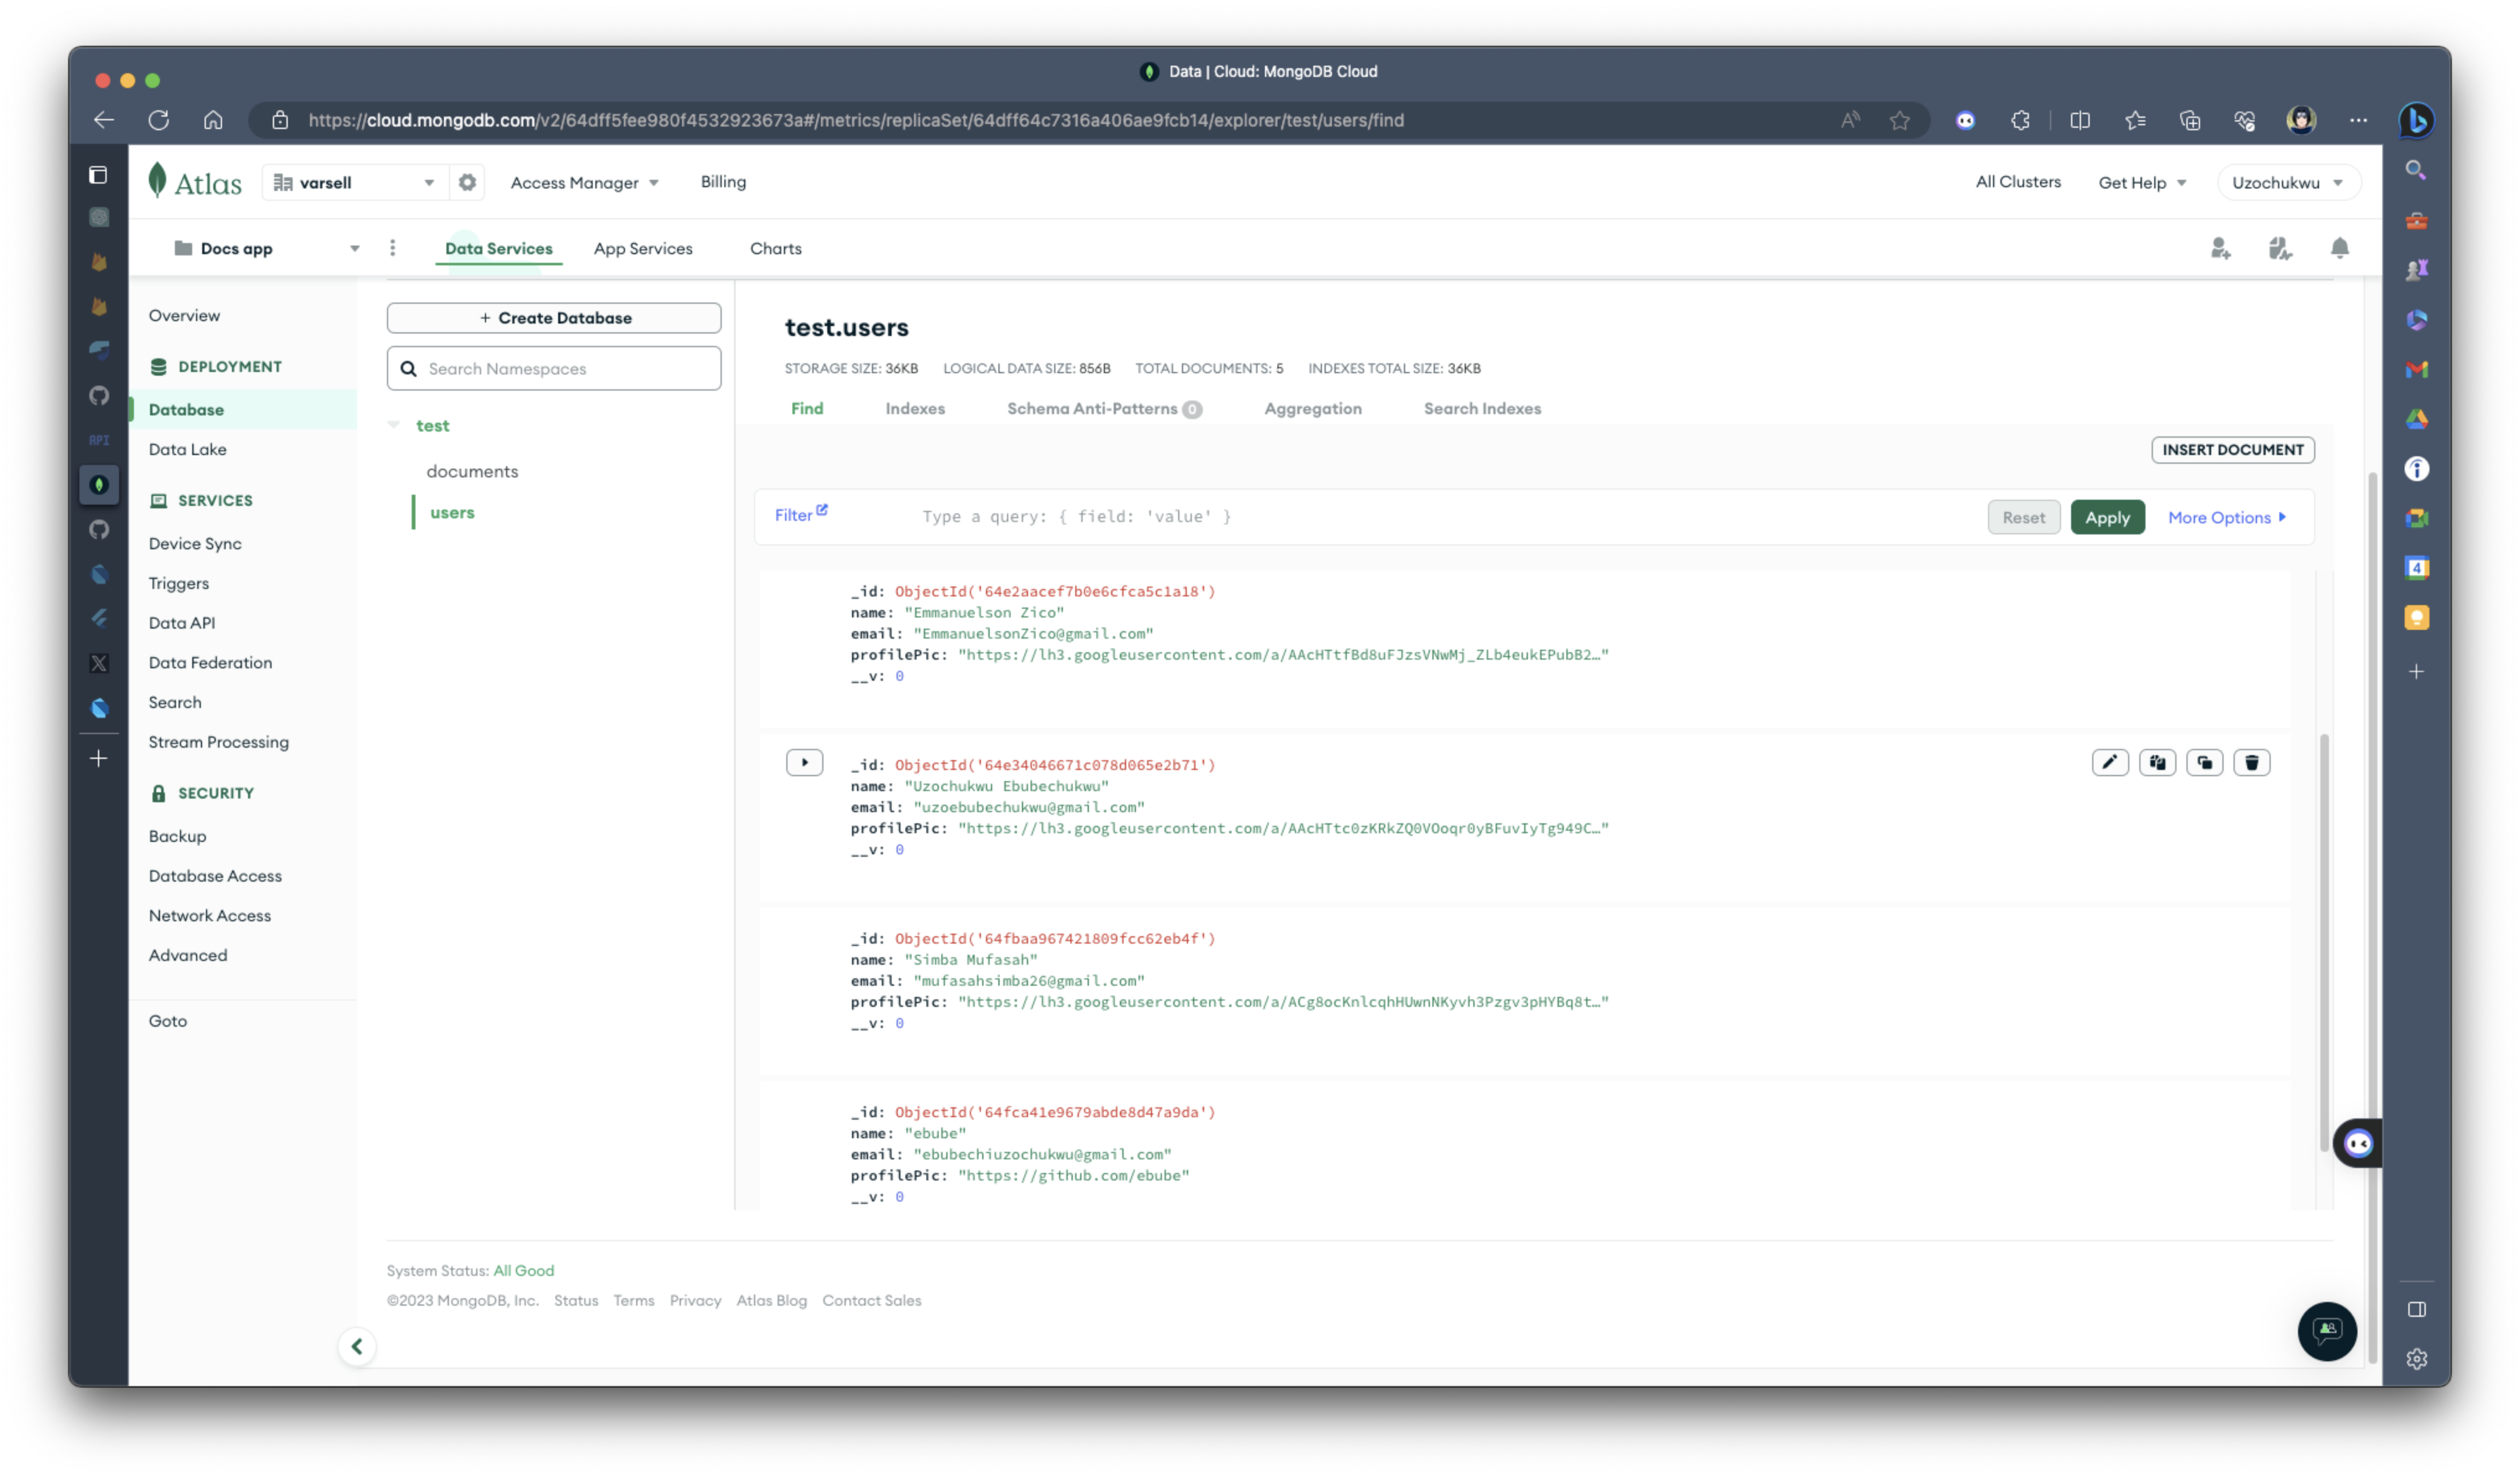 Data | Cloud: MongoDB Cloud
https://cloud.mongodb.com/v2/64dff5fee980f4532923673a#/metrics/replicaSet/64dff64c7316a406ae9fcb14/explorer/test/users/find
Atlas
varsell
Access Manager
Billing
All Clusters
Get Help
Uzochukwu
Docs app
Data Services
App Services
Charts
Overview
DEPLOYMENT
Database
Data Lake
SERVICES
Device Sync
Triggers
Data API
Data Federation
Search
Stream Processing
SECURITY
Backup
Database Access
Network Access
Advanced
Goto
API
+ Create Database
Search Namespaces
test
documents
users
test.users
STORAGE SIZE: 36KB LOGICAL DATA SIZE: 856B TOTAL DOCUMENTS: 5 INDEXES TOTAL SIZE: 36KB
Find Indexes Schema Anti-Patterns 0 Aggregation Search Indexes
INSERT DOCUMENT
Filter
Type a query: { field: 'value' }
Reset
Apply
More Options
_id: ObjectId('64e2aacef7b0e6cfca5c1a18')
name: "Emmanuelson Zico"
email: "EmmanuelsonZico@gmail.com"
profilePic: "https://lh3.googleusercontent.com/a/AAcHTtfBd8uFJzsVNwMj_ZLb4eukEPubB2…"
__v: 0
_id: ObjectId('64e34046671c078d065e2b71')
name: "Uzochukwu Ebubechukwu"
email: "uzoebubechukwu@gmail.com"
profilePic: "https://lh3.googleusercontent.com/a/AAcHTtc0zKRkZQ0VOoqr0yBFuvIyTg949C…"
__v: 0
_id: ObjectId('64fbaa967421809fcc62eb4f')
name: "Simba Mufasah"
email: "mufasahsimba26@gmail.com"
profilePic: "https://lh3.googleusercontent.com/a/ACg8ocKnlcqhHUwnNKyvh3Pzgv3pHYBq8t…"
__v: 0
_id: ObjectId('64fca41e9679abde8d47a9da')
name: "ebube"
email: "ebubechiuzochukwu@gmail.com"
profilePic: "https://github.com/ebube"
__v: 0
System Status: All Good
©2023 MongoDB, Inc. Status Terms Privacy Atlas Blog Contact Sales
4